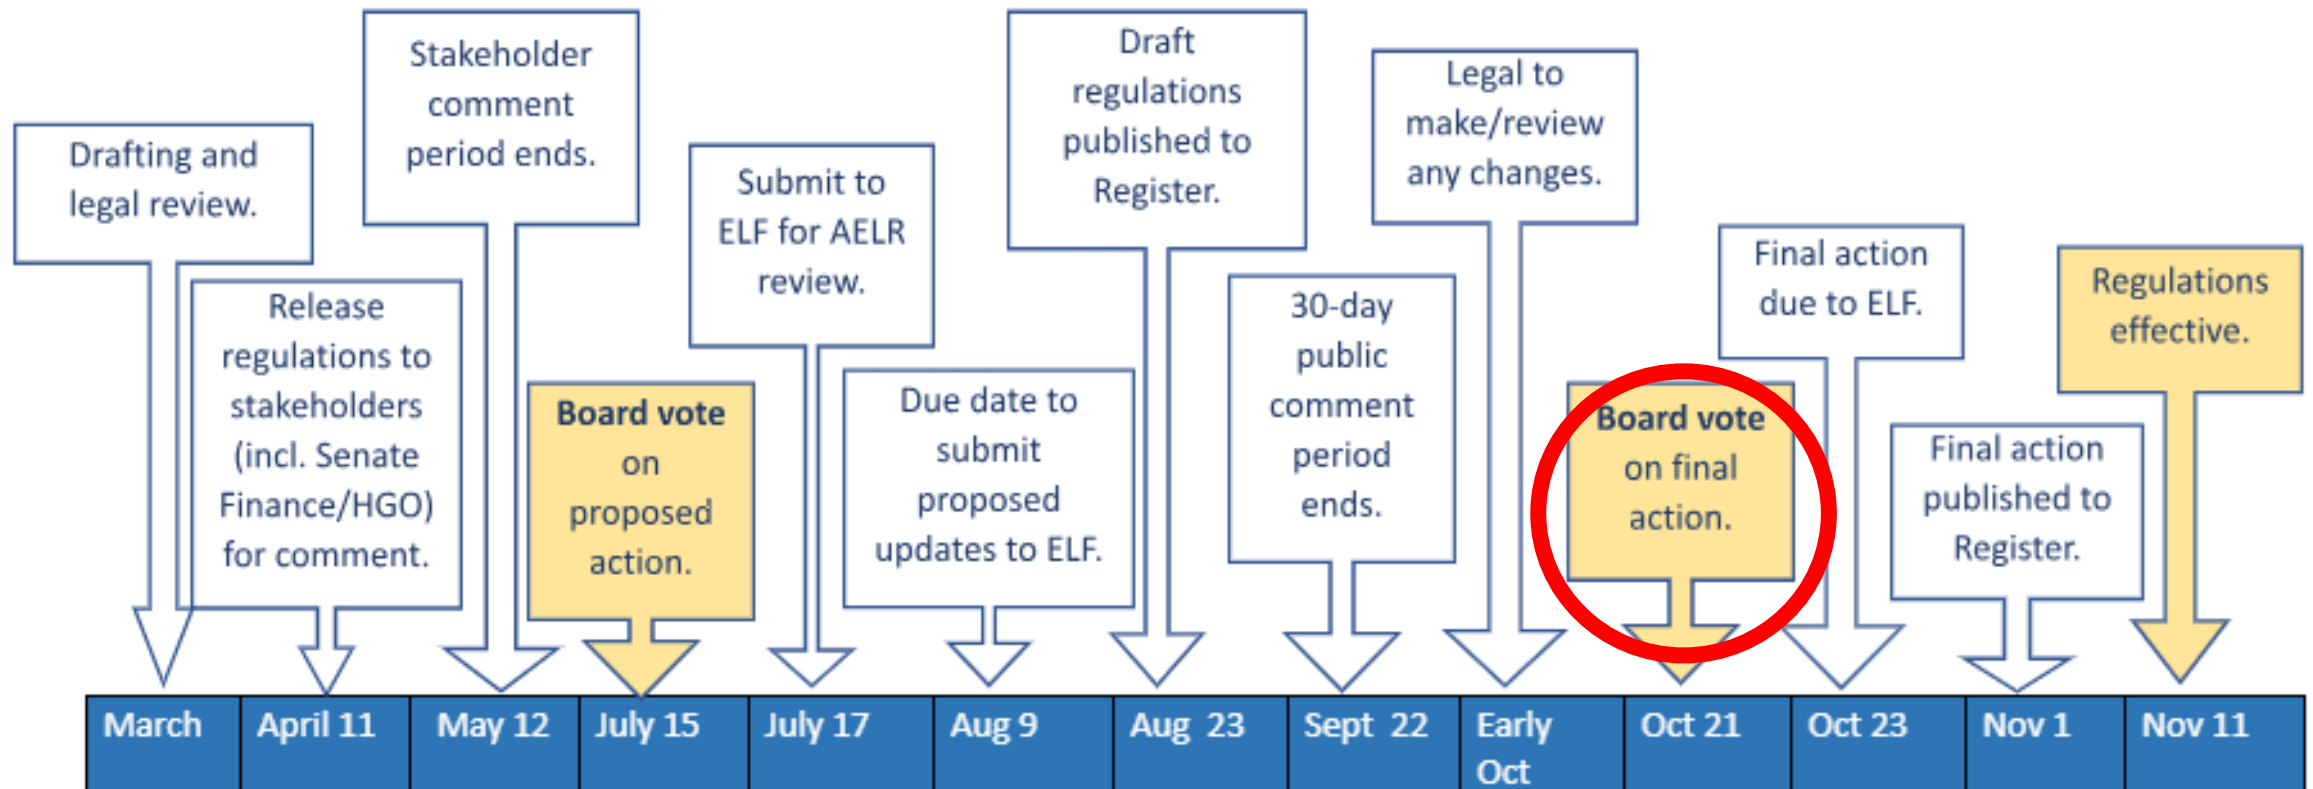 Drafting and
legal review.
Release
regulations to
stakeholders
(incl. Senate
Finance/HGO)
for comment.
Stakeholder
comment
period ends.
Board vote
on
proposed
action.
Submit to
ELF for AELR
review.
Due date to
submit
proposed
updates to ELF.
Draft
regulations
published to
Register.
30-day
public
comment
period
ends.
Legal to
make/review
any changes.
Board vote
on final
action.
Final action
due to ELF.
Final action
published to
Register.
Regulations
effective.
March
April 11
May 12
July 15
July 17
Aug 9
Aug 23
Sept 22
Early
Oct
Oct 21
Oct 23
Nov 1
Nov 11